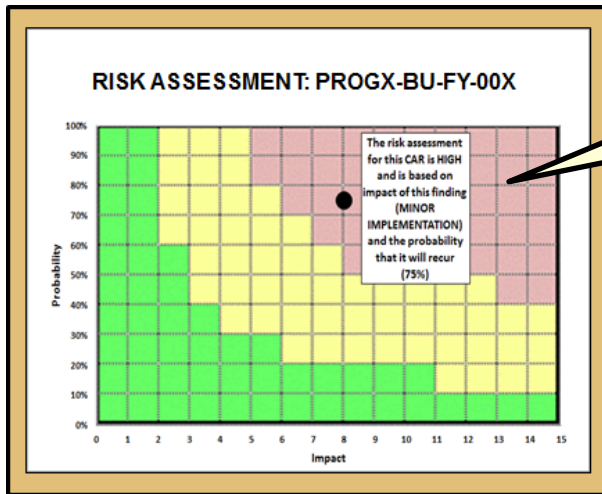 RISK ASSESSMENT: PROGX-BU-FY-00X
100%
90%
80%
70%
60%
50%
40%
30%
20%
10%
0%
Probability
The risk assessment
for this CAR is HIGH
and is based on
impact of this finding
(MINOR
IMPLEMENTATION)
and the probability
that it will recur
(75%)
0 1 2 3 4 5 6 7 8 9 10 11 12 13 14 15
Impact